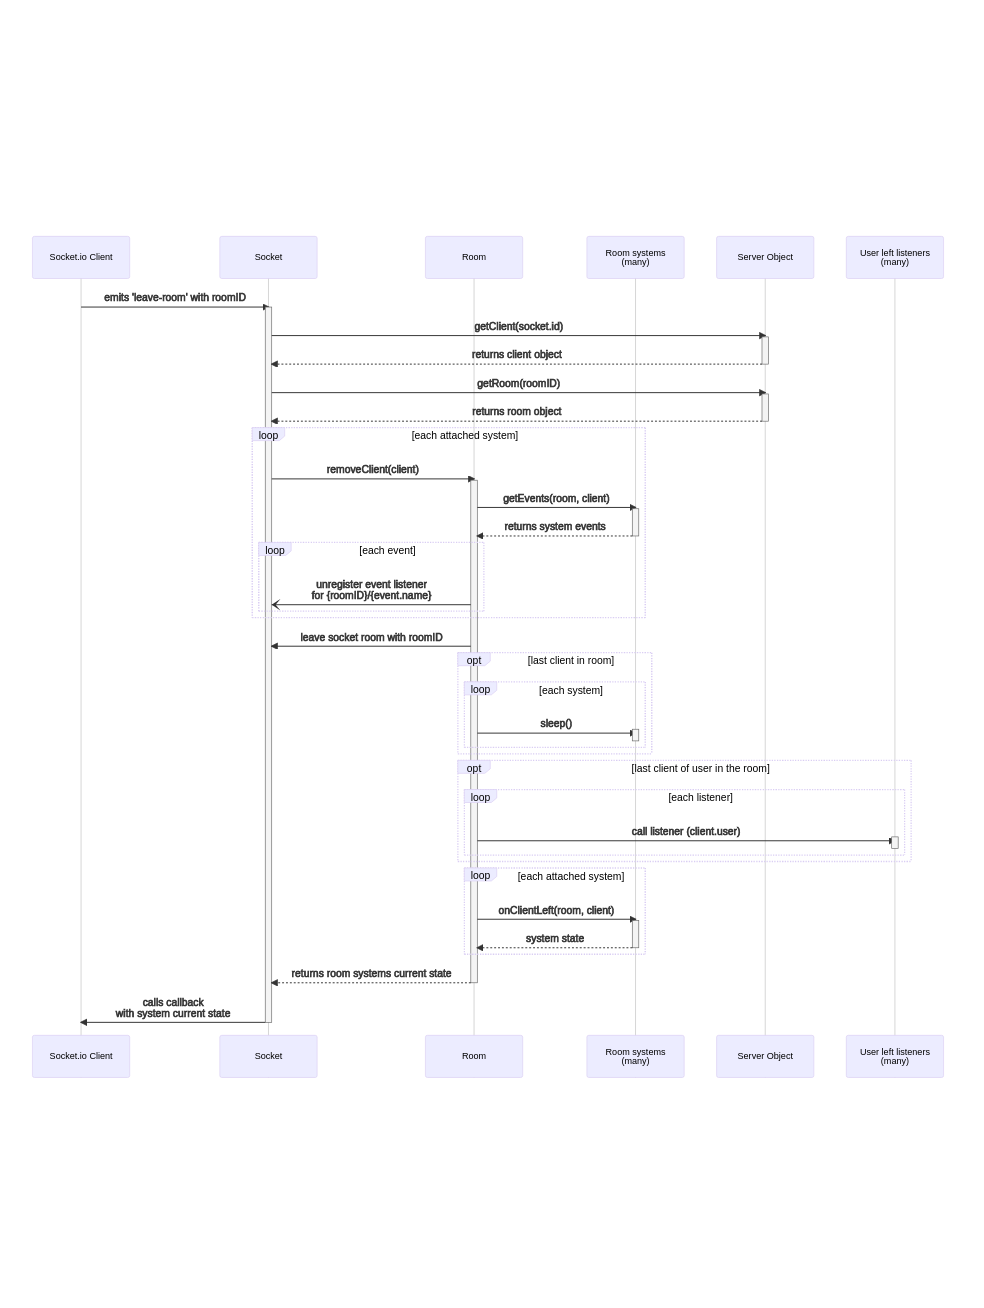 Socket.io Client
Socket
Room
Room systems
(many)
Server Object
User left listeners
(many)
emits 'leave-room' with roomID
getClient(socket.id)
returns client object
getRoom(roomID)
returns room object
loop
[each attached system]
removeClient(client)
getEvents(room, client)
returns system events
loop
[each event]
unregister event listener
for {roomID}/{event.name}
leave socket room with roomID
opt
[last client in room]
loop
[each system]
sleep()
opt
[last client of user in the room]
loop
[each listener]
call listener (client.user)
loop
[each attached system]
onClientLeft(room, client)
system state
returns room systems current state
calls callback
with system current state
Socket.io Client
Socket
Room
Room systems
(many)
Server Object
User left listeners
(many)